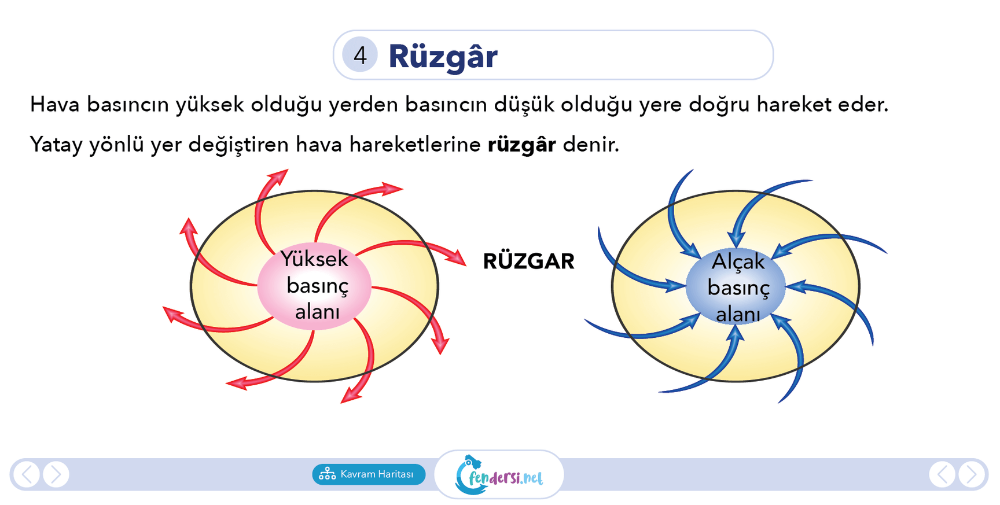 4 Rüzgâr
Hava basıncın yüksek olduğu yerden basıncın düşük olduğu yere doğru hareket eder.
Yatay yönlü yer değiştiren hava hareketlerine rüzgâr denir.
Yüksek
basınç
alanı
RÜZGAR
Alçak
basınç
alanı
Kavram Haritası
fendersi.net